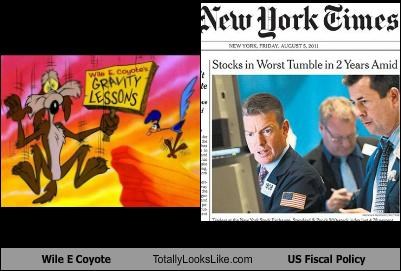 Wile E Coyote's
GRAVITY
LESSONS
New York Times
NEW YORK, FRIDAY, AUGUST 5, 2011
Stocks in Worst Tumble in 2 Years Amid
Wile E Coyote
TotallyLooksLike.com
US Fiscal Policy